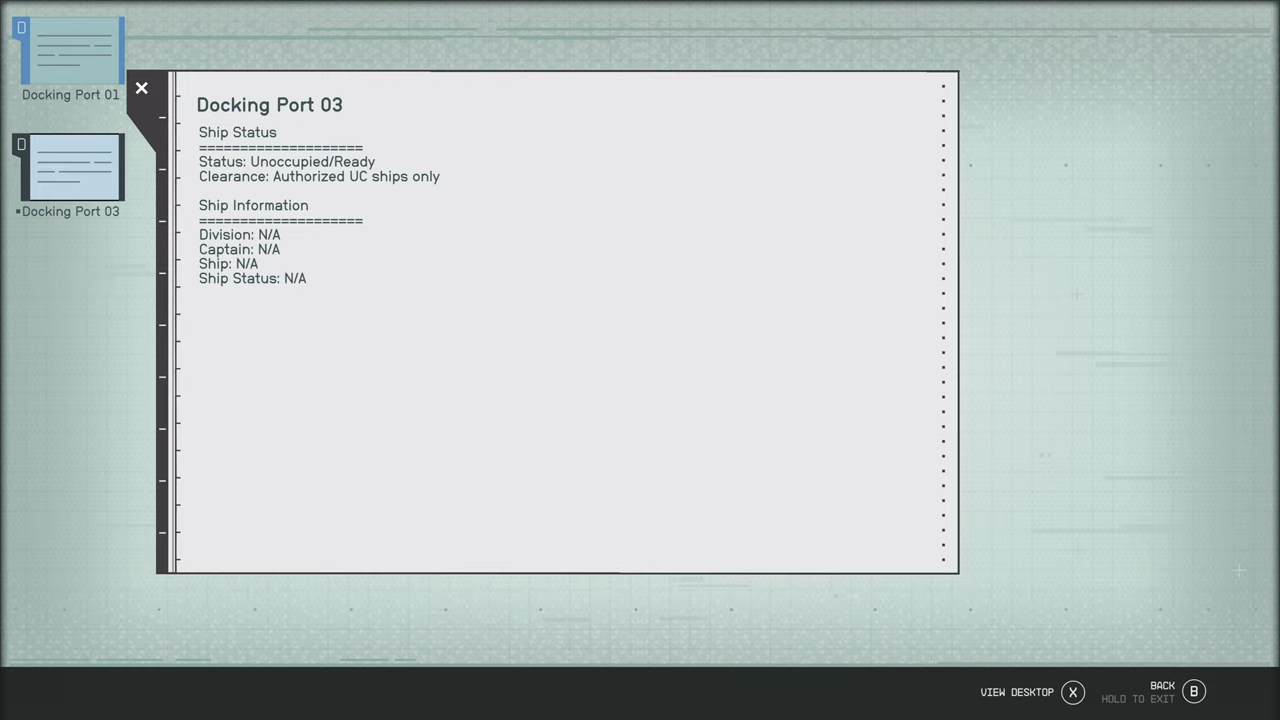 D
Docking Port 01
D
▪Docking Port 03
×
Docking Port 03
Ship Status
====================
Status: Unoccupied/Ready
Clearance: Authorized UC ships only
Ship Information
====================
Division: N/A
Captain: N/A
Ship: N/A
Ship Status: N/A
VIEW DESKTOP X
BACK B
HOLD TO EXIT